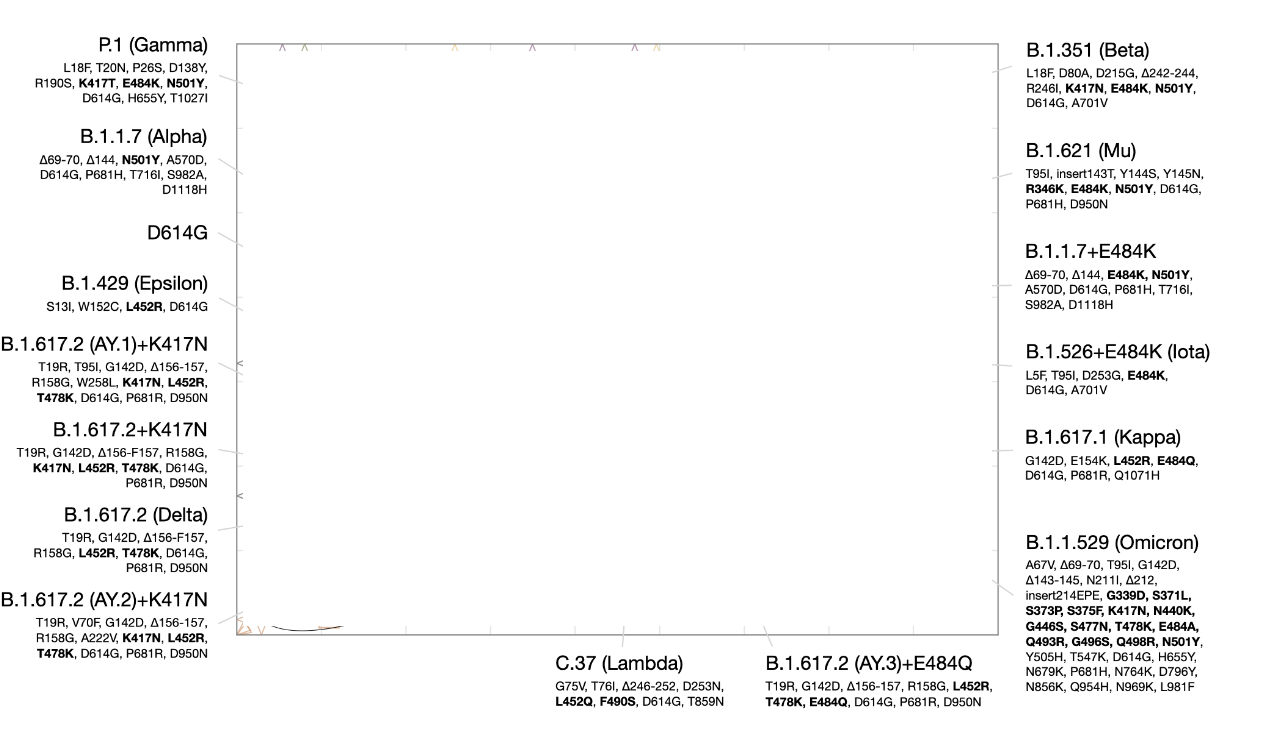 P.1 (Gamma)
L18F, T20N, P26S, D138Y,
R190S, K417T, E484K, N501Y,
D614G, H655Y, T1027I
B.1.1.7 (Alpha)
Δ69-70, Δ144, N501Y, A570D,
D614G, P681H, T716I, S982A,
D1118H
D614G
B.1.429 (Epsilon)
S13I, W152C, L452R, D614G
B.1.617.2 (AY.1)+K417N
T19R, T95I, G142D, Δ156-157,
R158G, W258L, K417N, L452R,
T478K, D614G, P681R, D950N
B.1.617.2+K417N
T19R, G142D, Δ156-F157, R158G,
K417N, L452R, T478K, D614G,
P681R, D950N
B.1.617.2 (Delta)
T19R, G142D, Δ156-F157,
R158G, L452R, T478K, D614G,
P681R, D950N
B.1.617.2 (AY.2)+K417N
T19R, V70F, G142D, Δ156-157,
R158G, A222V, K417N, L452R,
T478K, D614G, P681R, D950N
C.37 (Lambda)
G75V, T76I, Δ246-252, D253N,
L452Q, F490S, D614G, T859N
B.1.617.2 (AY.3)+E484Q
T19R, G142D, Δ156-157, R158G, L452R,
T478K, E484Q, D614G, P681R, D950N
B.1.351 (Beta)
L18F, D80A, D215G, Δ242-244,
R246I, K417N, E484K, N501Y,
D614G, A701V
B.1.621 (Mu)
T95I, insert143T, Y144S, Y145N,
R346K, E484K, N501Y, D614G,
P681H, D950N
B.1.1.7+E484K
Δ69-70, Δ144, E484K, N501Y,
A570D, D614G, P681H, T716I,
S982A, D1118H
B.1.526+E484K (Iota)
L5F, T95I, D253G, E484K,
D614G, A701V
B.1.617.1 (Kappa)
G142D, E154K, L452R, E484Q,
D614G, P681R, Q1071H
B.1.1.529 (Omicron)
A67V, Δ69-70, T95I, G142D,
Δ143-145, N211I, Δ212,
insert214EPE, G339D, S371L,
S373P, S375F, K417N, N440K,
G446S, S477N, T478K, E484A,
Q493R, G496S, Q498R, N501Y,
Y505H, T547K, D614G, H655Y,
N679K, P681H, N764K, D796Y,
N856K, Q954H, N969K, L981F